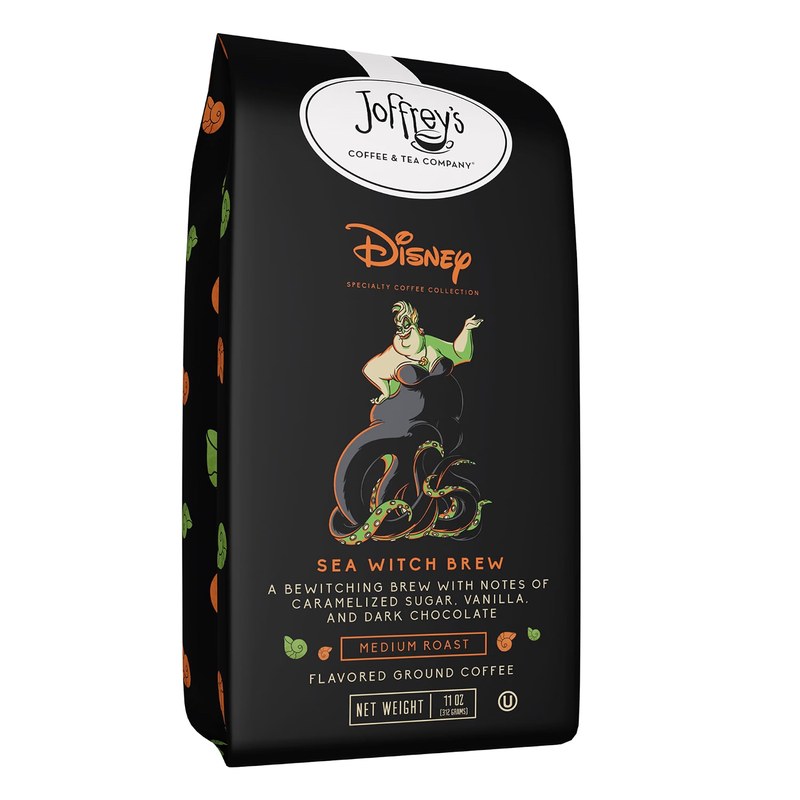 Joffrey's
COFFEE & TEA COMPANY®
Disney
SPECIALTY COFFEE COLLECTION
SEA WITCH BREW
A BEWITCHING BREW WITH NOTES OF
CARAMELIZED SUGAR, VANILLA,
AND DARK CHOCOLATE
MEDIUM ROAST
FLAVORED GROUND COFFEE
NET WEIGHT 11 OZ
(312 GRAMS)
U